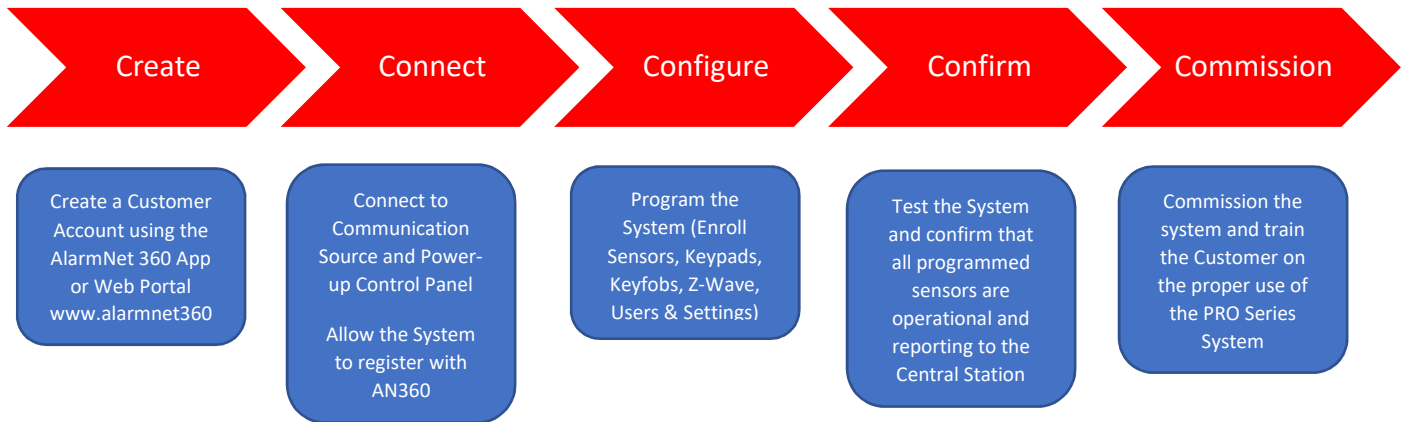 Create
Connect
Configure
Confirm
Commission
Create a Customer
Account using the
AlarmNet 360 App
or Web Portal
www.alarmnet360
Connect to
Communication
Source and Power-
up Control Panel
Allow the System
to register with
AN360
Program the
System (Enroll
Sensors, Keypads,
Keyfobs, Z-Wave,
Users & Settings)
Test the System
and confirm that
all programmed
sensors are
operational and
reporting to the
Central Station
Commission the
system and train
the Customer on
the proper use of
the PRO Series
System